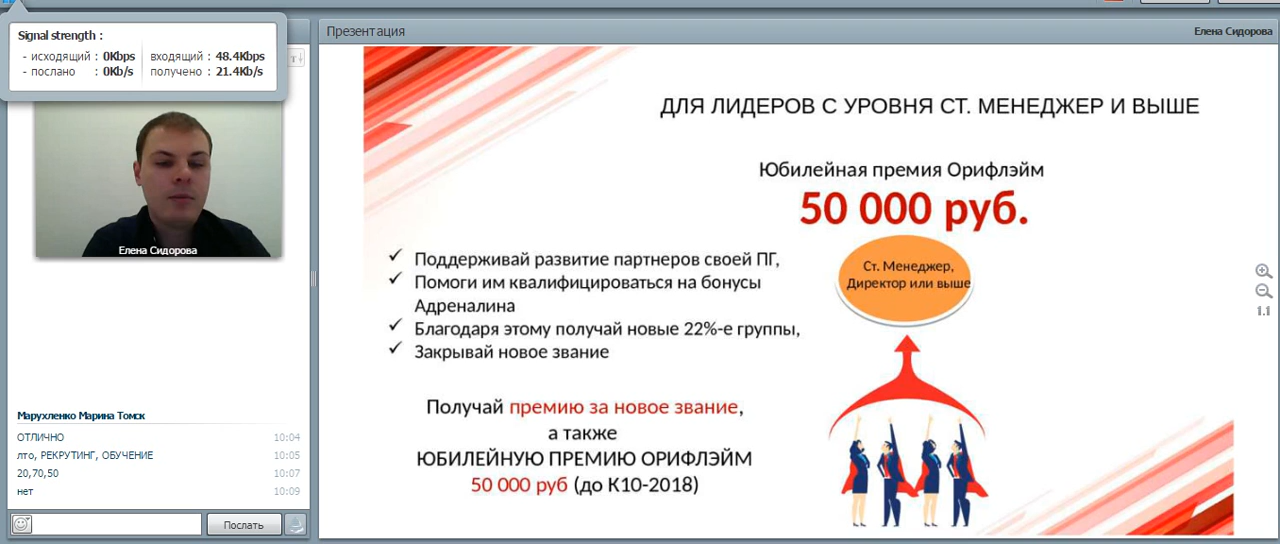 Signal strength :
- исходящий : 0Kbps входящий : 48.4Kbps
- послано : 0Kb/s получено : 21.4Kb/s
Елена Сидорова
Марухленко Марина Томск
ОТЛИЧНО 10:04
лто, РЕКРУТИНГ, ОБУЧЕНИЕ 10:05
20,70,50 10:07
нет 10:09
Послать
Презентация
Елена Сидорова
ДЛЯ ЛИДЕРОВ С УРОВНЯ СТ. МЕНЕДЖЕР И ВЫШЕ
Юбилейная премия Орифлэйм
50 000 руб.
Поддерживай развитие партнеров своей ПГ,
Помоги им квалифицироваться на бонусы
Адреналина
Благодаря этому получай новые 22%-е группы,
Закрывай новое звание
Ст. Менеджер,
Директор или выше
Получай премию за новое звание,
а также
ЮБИЛЕЙНУЮ ПРЕМИЮ ОРИФЛЭЙМ
50 000 руб (до К10-2018)
1.1